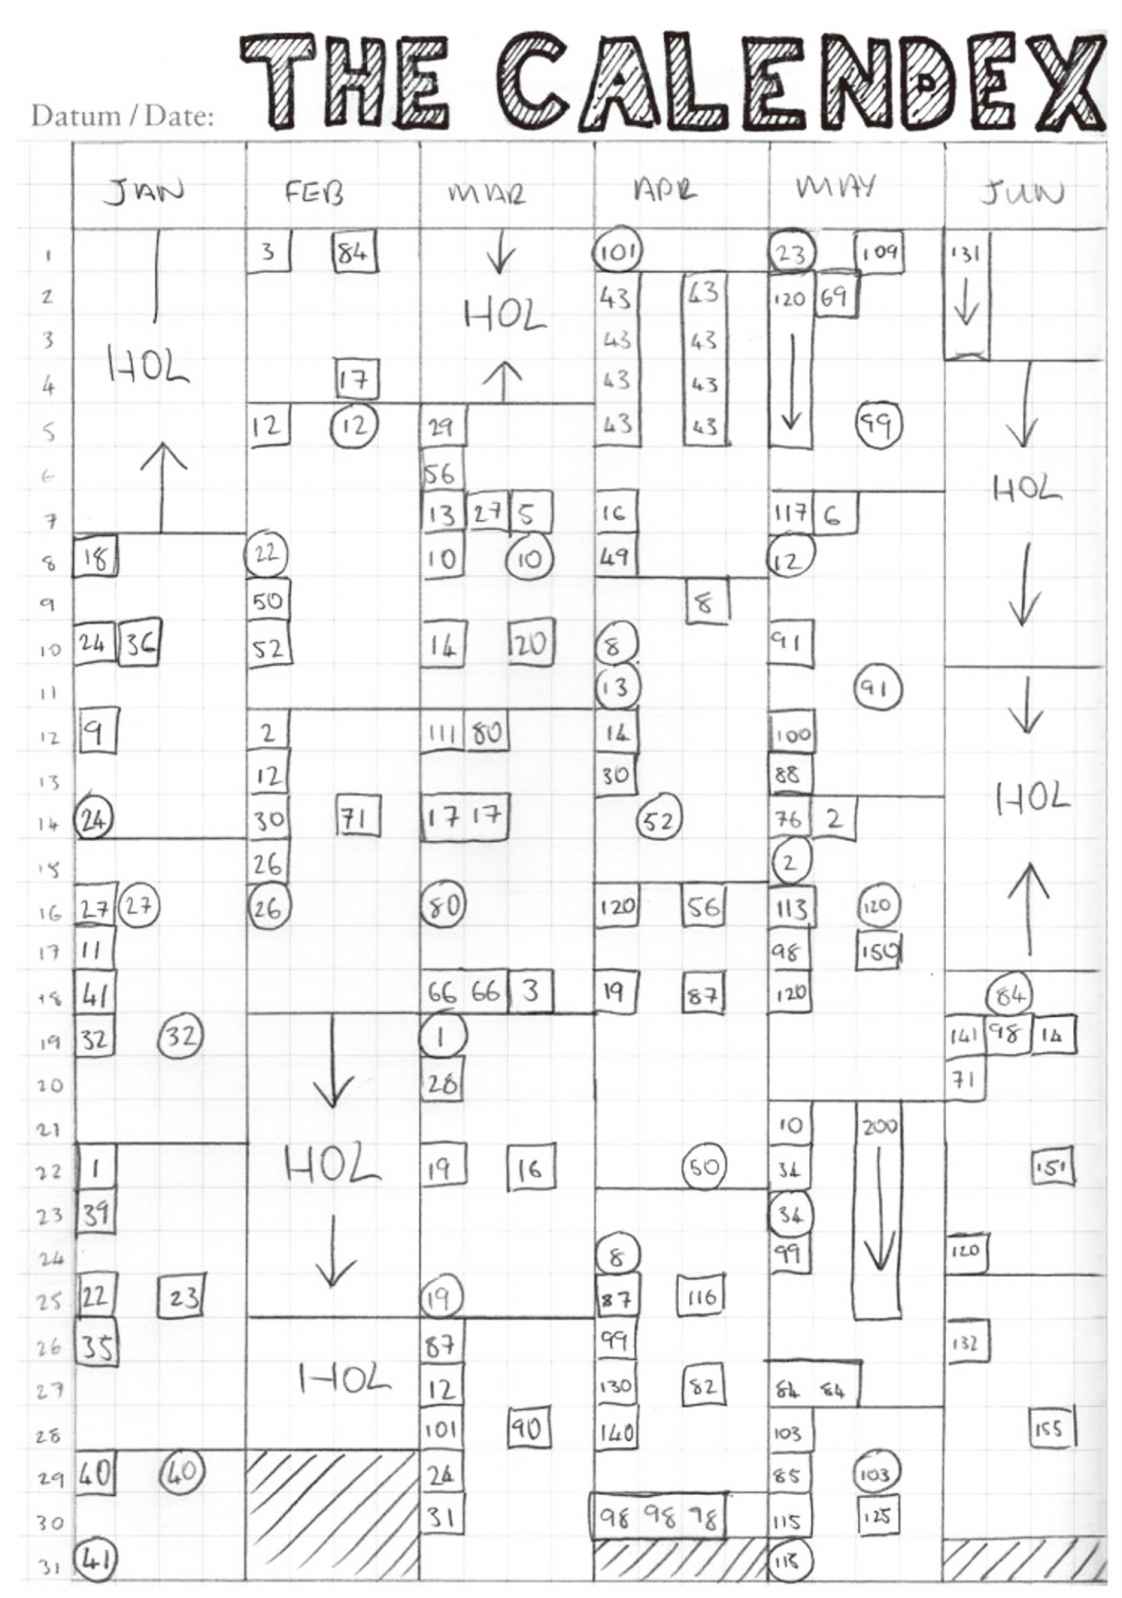 THE CALENDEX
Datum / Date:
JAN FEB MAR APR MAY JUN
1 3 84 101 23 109 131
2 HOL 43 43 120 69
3 HOL 43 43
4 17 43 43
5 12 12 29 43 43 99
6 56 HOL
7 13 27 5 16 117 6
8 18 22 10 10 49 12
9 50 8
10 24 36 52 14 20 8 91
11 13 91
12 9 2 111 80 14 100
13 12 30 88 HOL
14 24 30 71 17 17 52 76 2
15 26 2
16 27 27 26 80 120 56 113 120
17 11 98 150
18 41 66 66 3 19 87 120 84
19 32 32 1 141 98 14
20 28 71
21 10 200
22 1 HOL 19 16 50 34 151
23 39 34
24 8 99 120
25 22 23 19 87 116
26 35 87 99 132
27 HOL 12 130 82 84 84
28 101 90 140 103 155
29 40 40 24 85 103
30 31 98 98 98 115 125
31 41 115